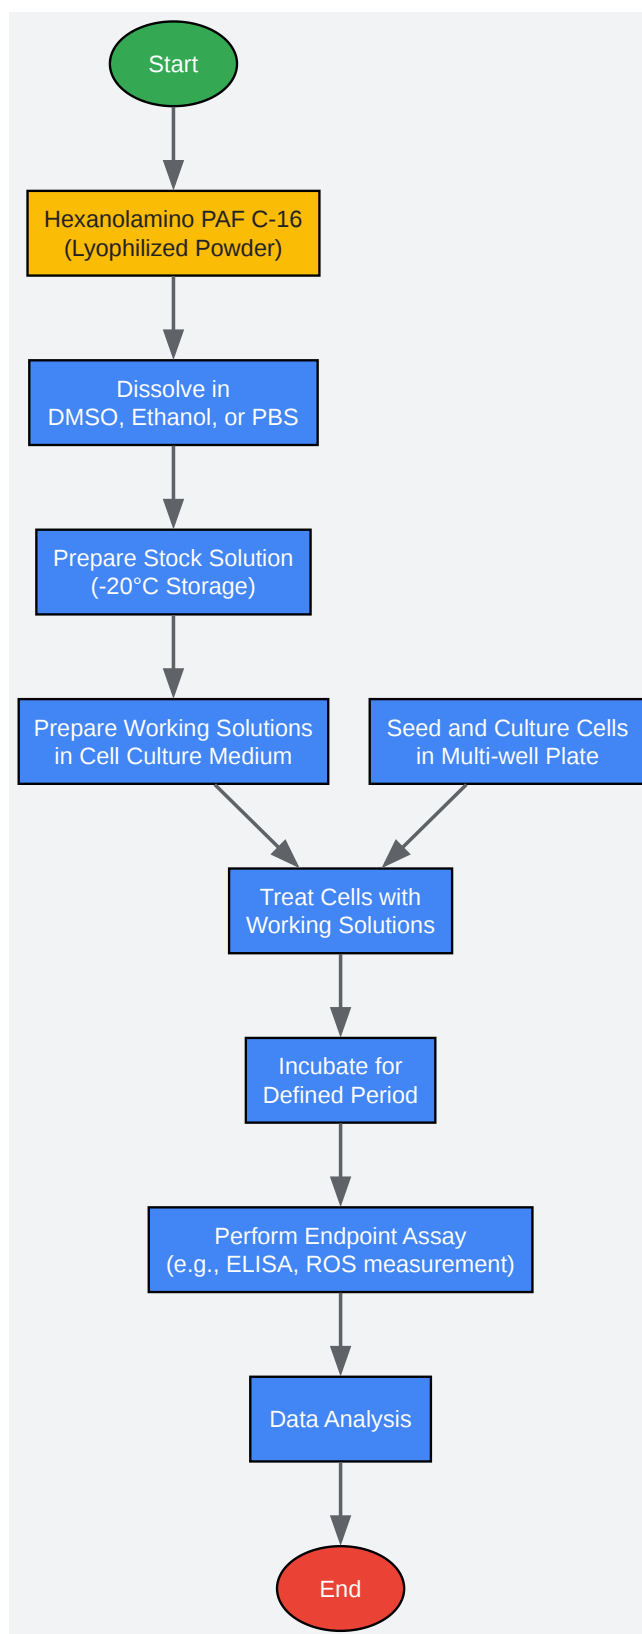 Start
Hexanolamino PAF C-16
(Lyophilized Powder)
Dissolve in
DMSO, Ethanol, or PBS
Prepare Stock Solution
(-20°C Storage)
Prepare Working Solutions
in Cell Culture Medium
Seed and Culture Cells
in Multi-well Plate
Treat Cells with
Working Solutions
Incubate for
Defined Period
Perform Endpoint Assay
(e.g., ELISA, ROS measurement)
Data Analysis
End